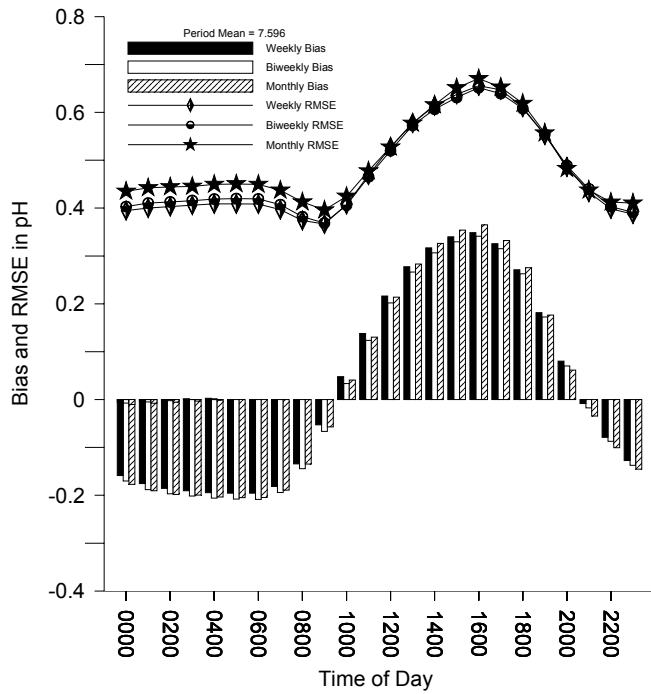 Period Mean = 7.596
Weekly Bias
Biweekly Bias
Monthly Bias
Weekly RMSE
Biweekly RMSE
Monthly RMSE
Bias and RMSE in pH
0.8
0.6
0.4
0.2
0
-0.2
-0.4
0000
0200
0400
0600
0800
1000
1200
1400
1600
1800
2000
2200
Time of Day